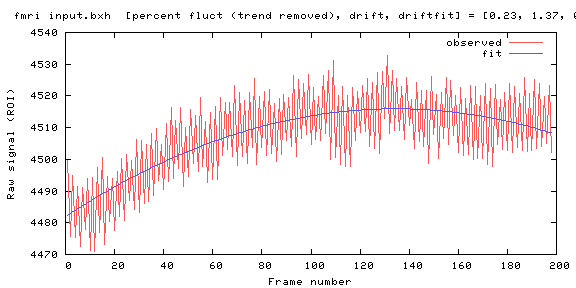 fmri input.bxh [percent fluct (trend removed), drift, driftfit] = [0.23, 1.37, 
4540
4530
4520
4510
4500
4490
4480
4470
Raw signal (ROI)
observed
fit
0 20 40 60 80 100 120 140 160 180 200
Frame number